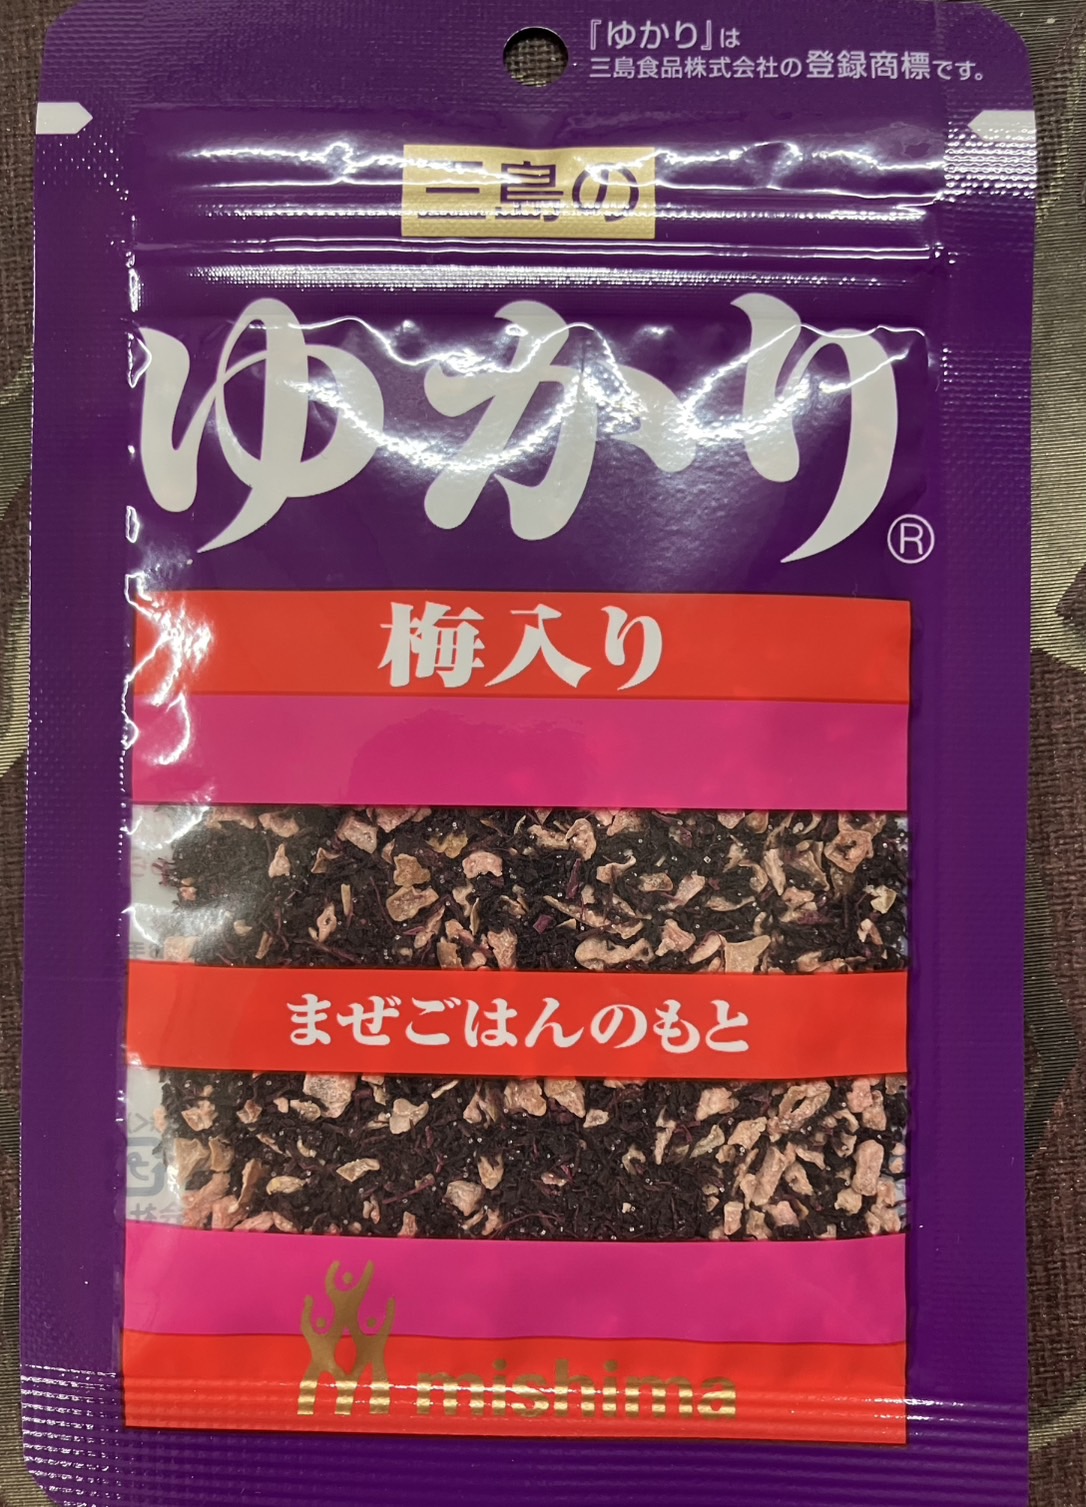 『ゆかり』は
三島食品株式会社の登録商標です。
三島の
ゆかり®
梅入り
まぜごはんのもと
mishima